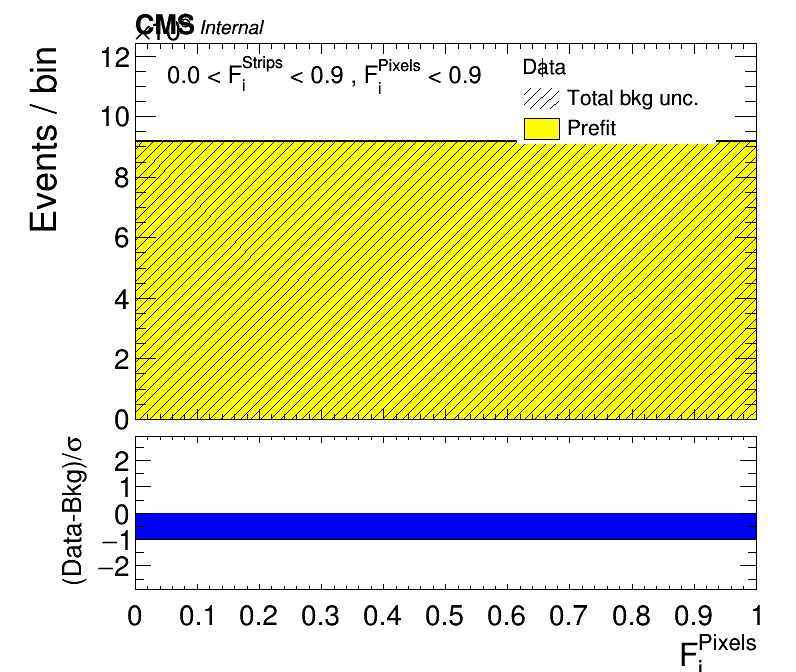 CMS Internal
0.0 < F_i^Strips < 0.9 , F_i^Pixels < 0.9
Data
Total bkg unc.
Prefit
Events / bin
12
10
8
6
4
2
0
(Data-Bkg)/σ
2
1
0
−1
−2
0 0.1 0.2 0.3 0.4 0.5 0.6 0.7 0.8 0.9 1
F_i^Pixels